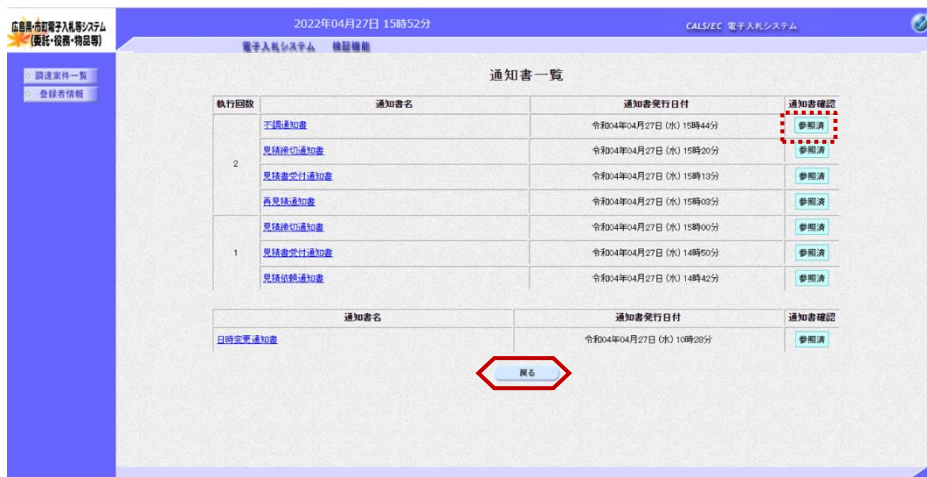 広島県・市町電子入札等システム
(委託・役務・物品等)
2022年04月27日 15時52分
CALS/EC 電子入札システム
電子入札システム 検証機能
調達案件一覧
登録者情報
通知書一覧
執行回数 通知書名 通知書発行日付 通知書確認
2
不調通知書 令和04年04月27日 (水) 15時44分 参照済
見積締切通知書 令和04年04月27日 (水) 15時20分 参照済
見積書受付通知書 令和04年04月27日 (水) 15時13分 参照済
再見積通知書 令和04年04月27日 (水) 15時03分 参照済
1
見積締切通知書 令和04年04月27日 (水) 15時00分 参照済
見積書受付通知書 令和04年04月27日 (水) 14時50分 参照済
見積依頼通知書 令和04年04月27日 (水) 14時42分 参照済
通知書名 通知書発行日付 通知書確認
日時変更通知書 令和04年04月27日 (水) 10時28分 参照済
戻る